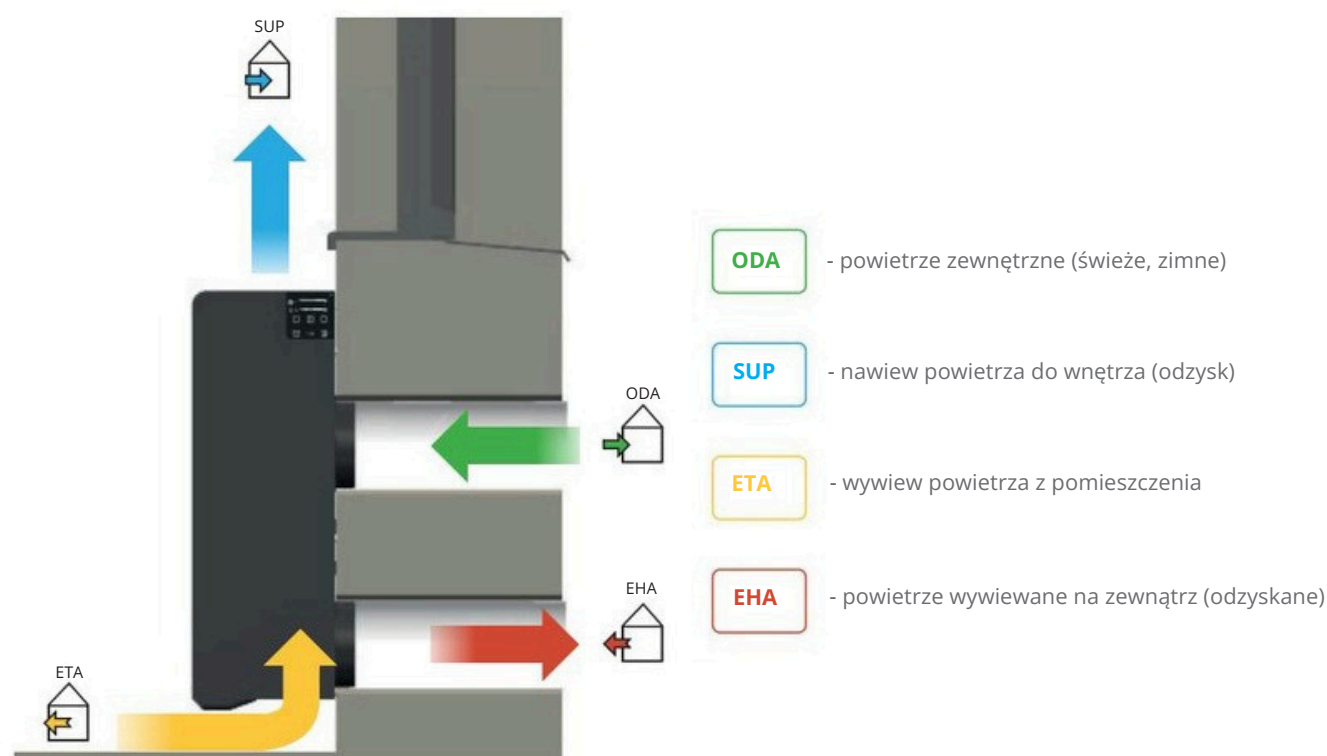 SUP
ODA
EHA
ETA
ODA - powietrze zewnętrzne (świeże, zimne)
SUP - nawiew powietrza do wnętrza (odzysk)
ETA - wywiew powietrza z pomieszczenia
EHA - powietrze wywiewane na zewnątrz (odzyskane)